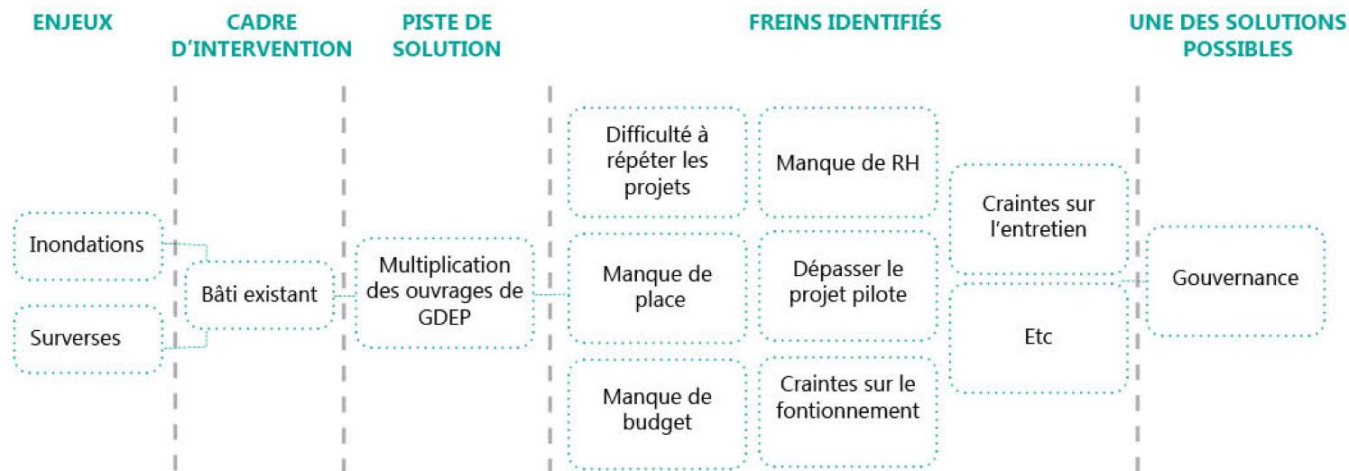 ENJEUX
CADRE
D'INTERVENTION
PISTE DE
SOLUTION
FREINS IDENTIFIÉS
UNE DES SOLUTIONS
POSSIBLES
Inondations
Surverses
Bâti existant
Multiplication
des ouvrages de
GDEP
Difficulté à
répéter les
projets
Manque de
place
Manque de
budget
Manque de RH
Dépasser le
projet pilote
Craintes sur le
fontionnement
Craintes sur
l'entretien
Etc
Gouvernance